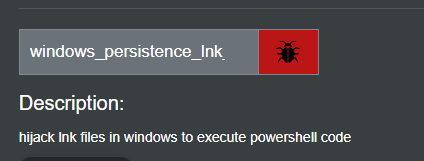 windows_persistence_lnk
Description:
hijack lnk files in windows to execute powershell code